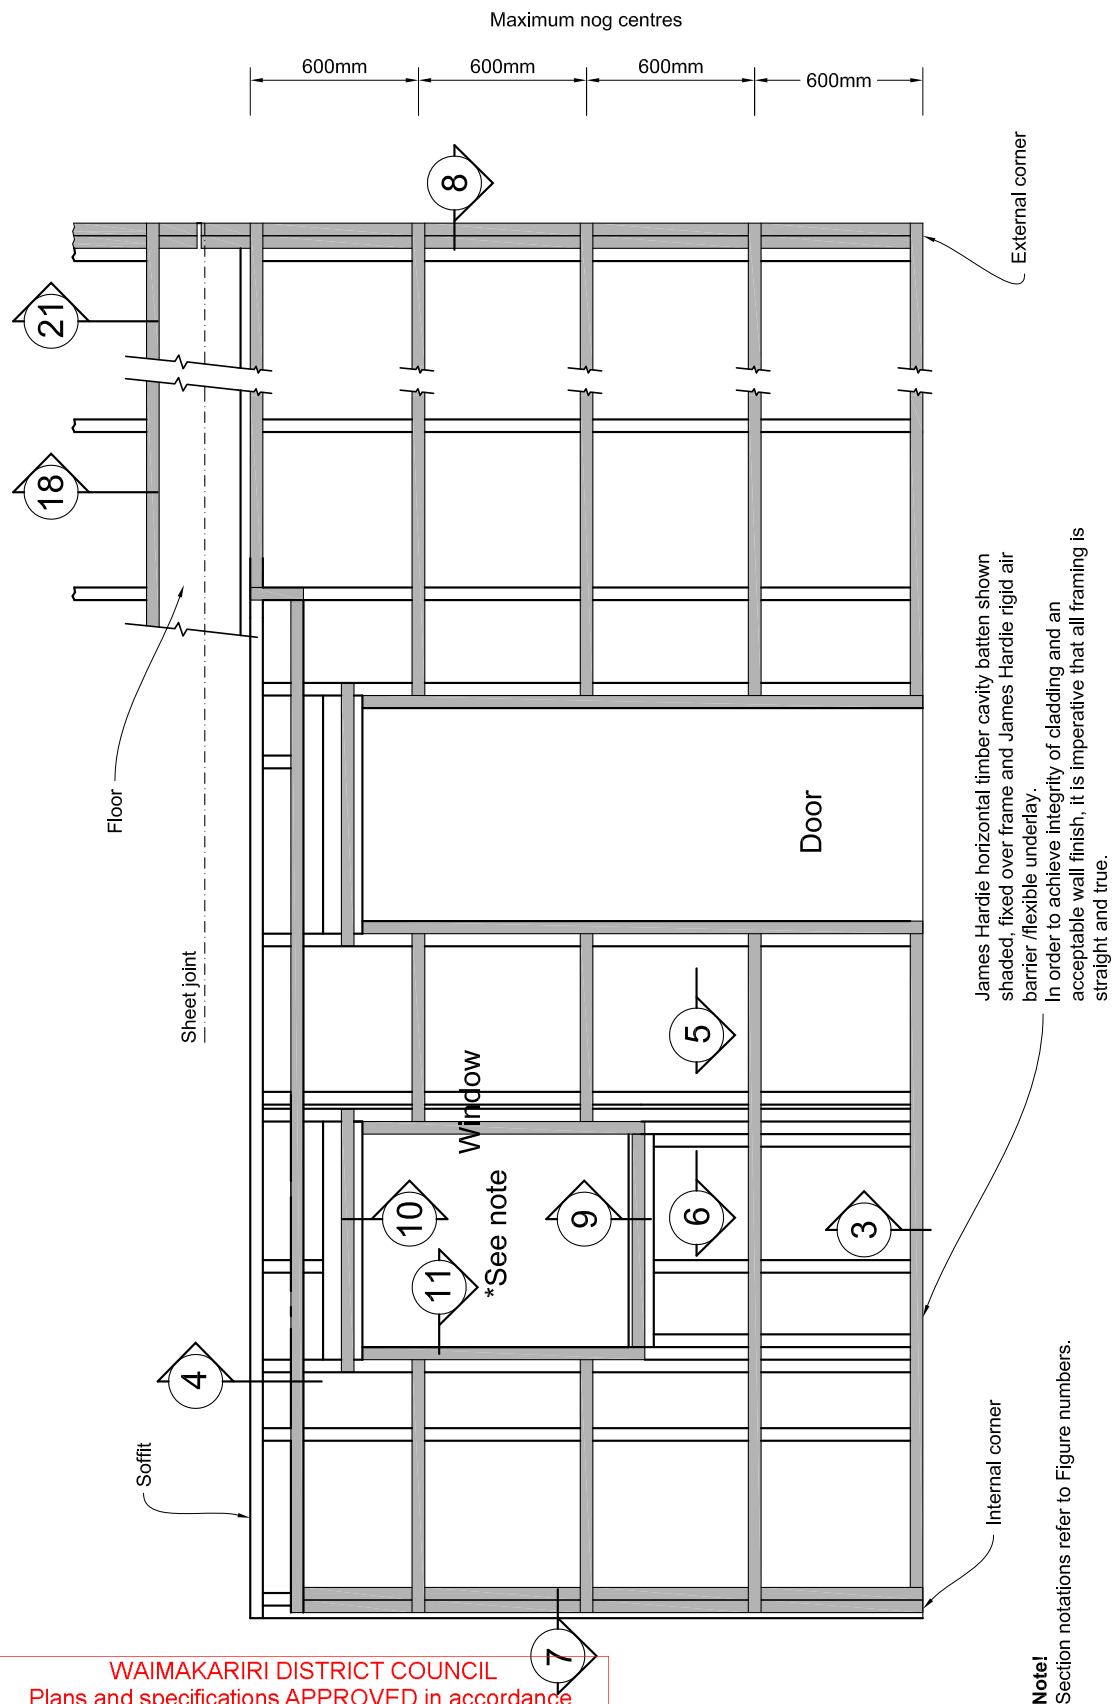 Maximum nog centres
600mm
600mm
600mm
600mm
8
External corner
21
18
Floor
Sheet joint
Door
Window
*See note
5
10
9
6
3
11
4
Soffit
7
Internal corner
James Hardie horizontal timber cavity batten shown
shaded, fixed over frame and James Hardie rigid air
barrier /flexible underlay.
In order to achieve integrity of cladding and an
acceptable wall finish, it is imperative that all framing is
straight and true.
Note!
Section notations refer to Figure numbers.
WAIMAKARIRI DISTRICT COUNCIL
Plans and specifications APPROVED in accordance